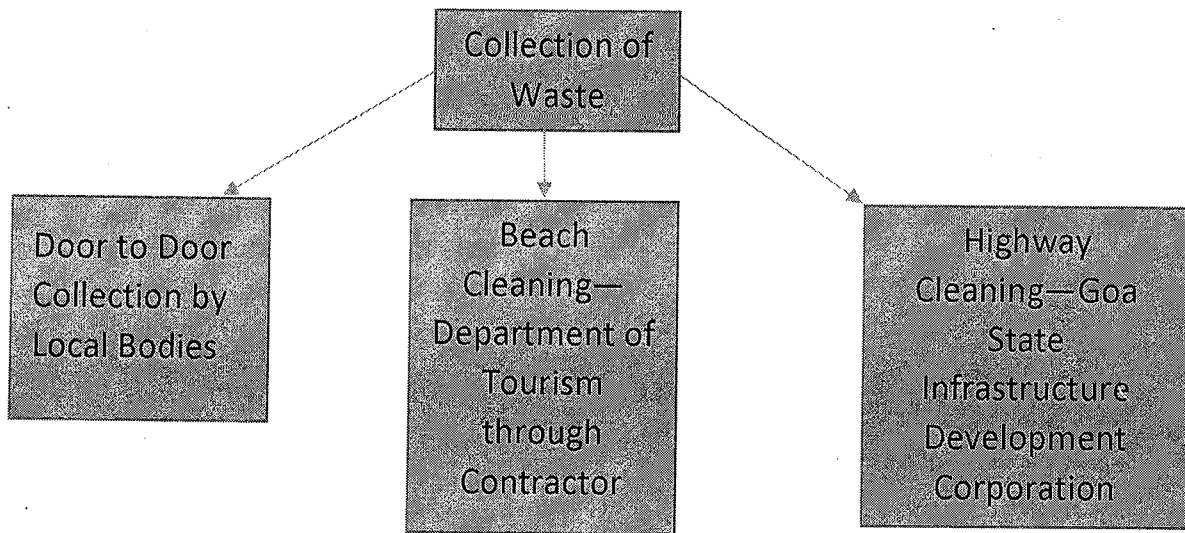 Collection of
Waste
Door to Door
Collection by
Local Bodies
Beach
Cleaning—
Department of
Tourism
through
Contractor
Highway
Cleaning—Goa
State
Infrastructure
Development
Corporation